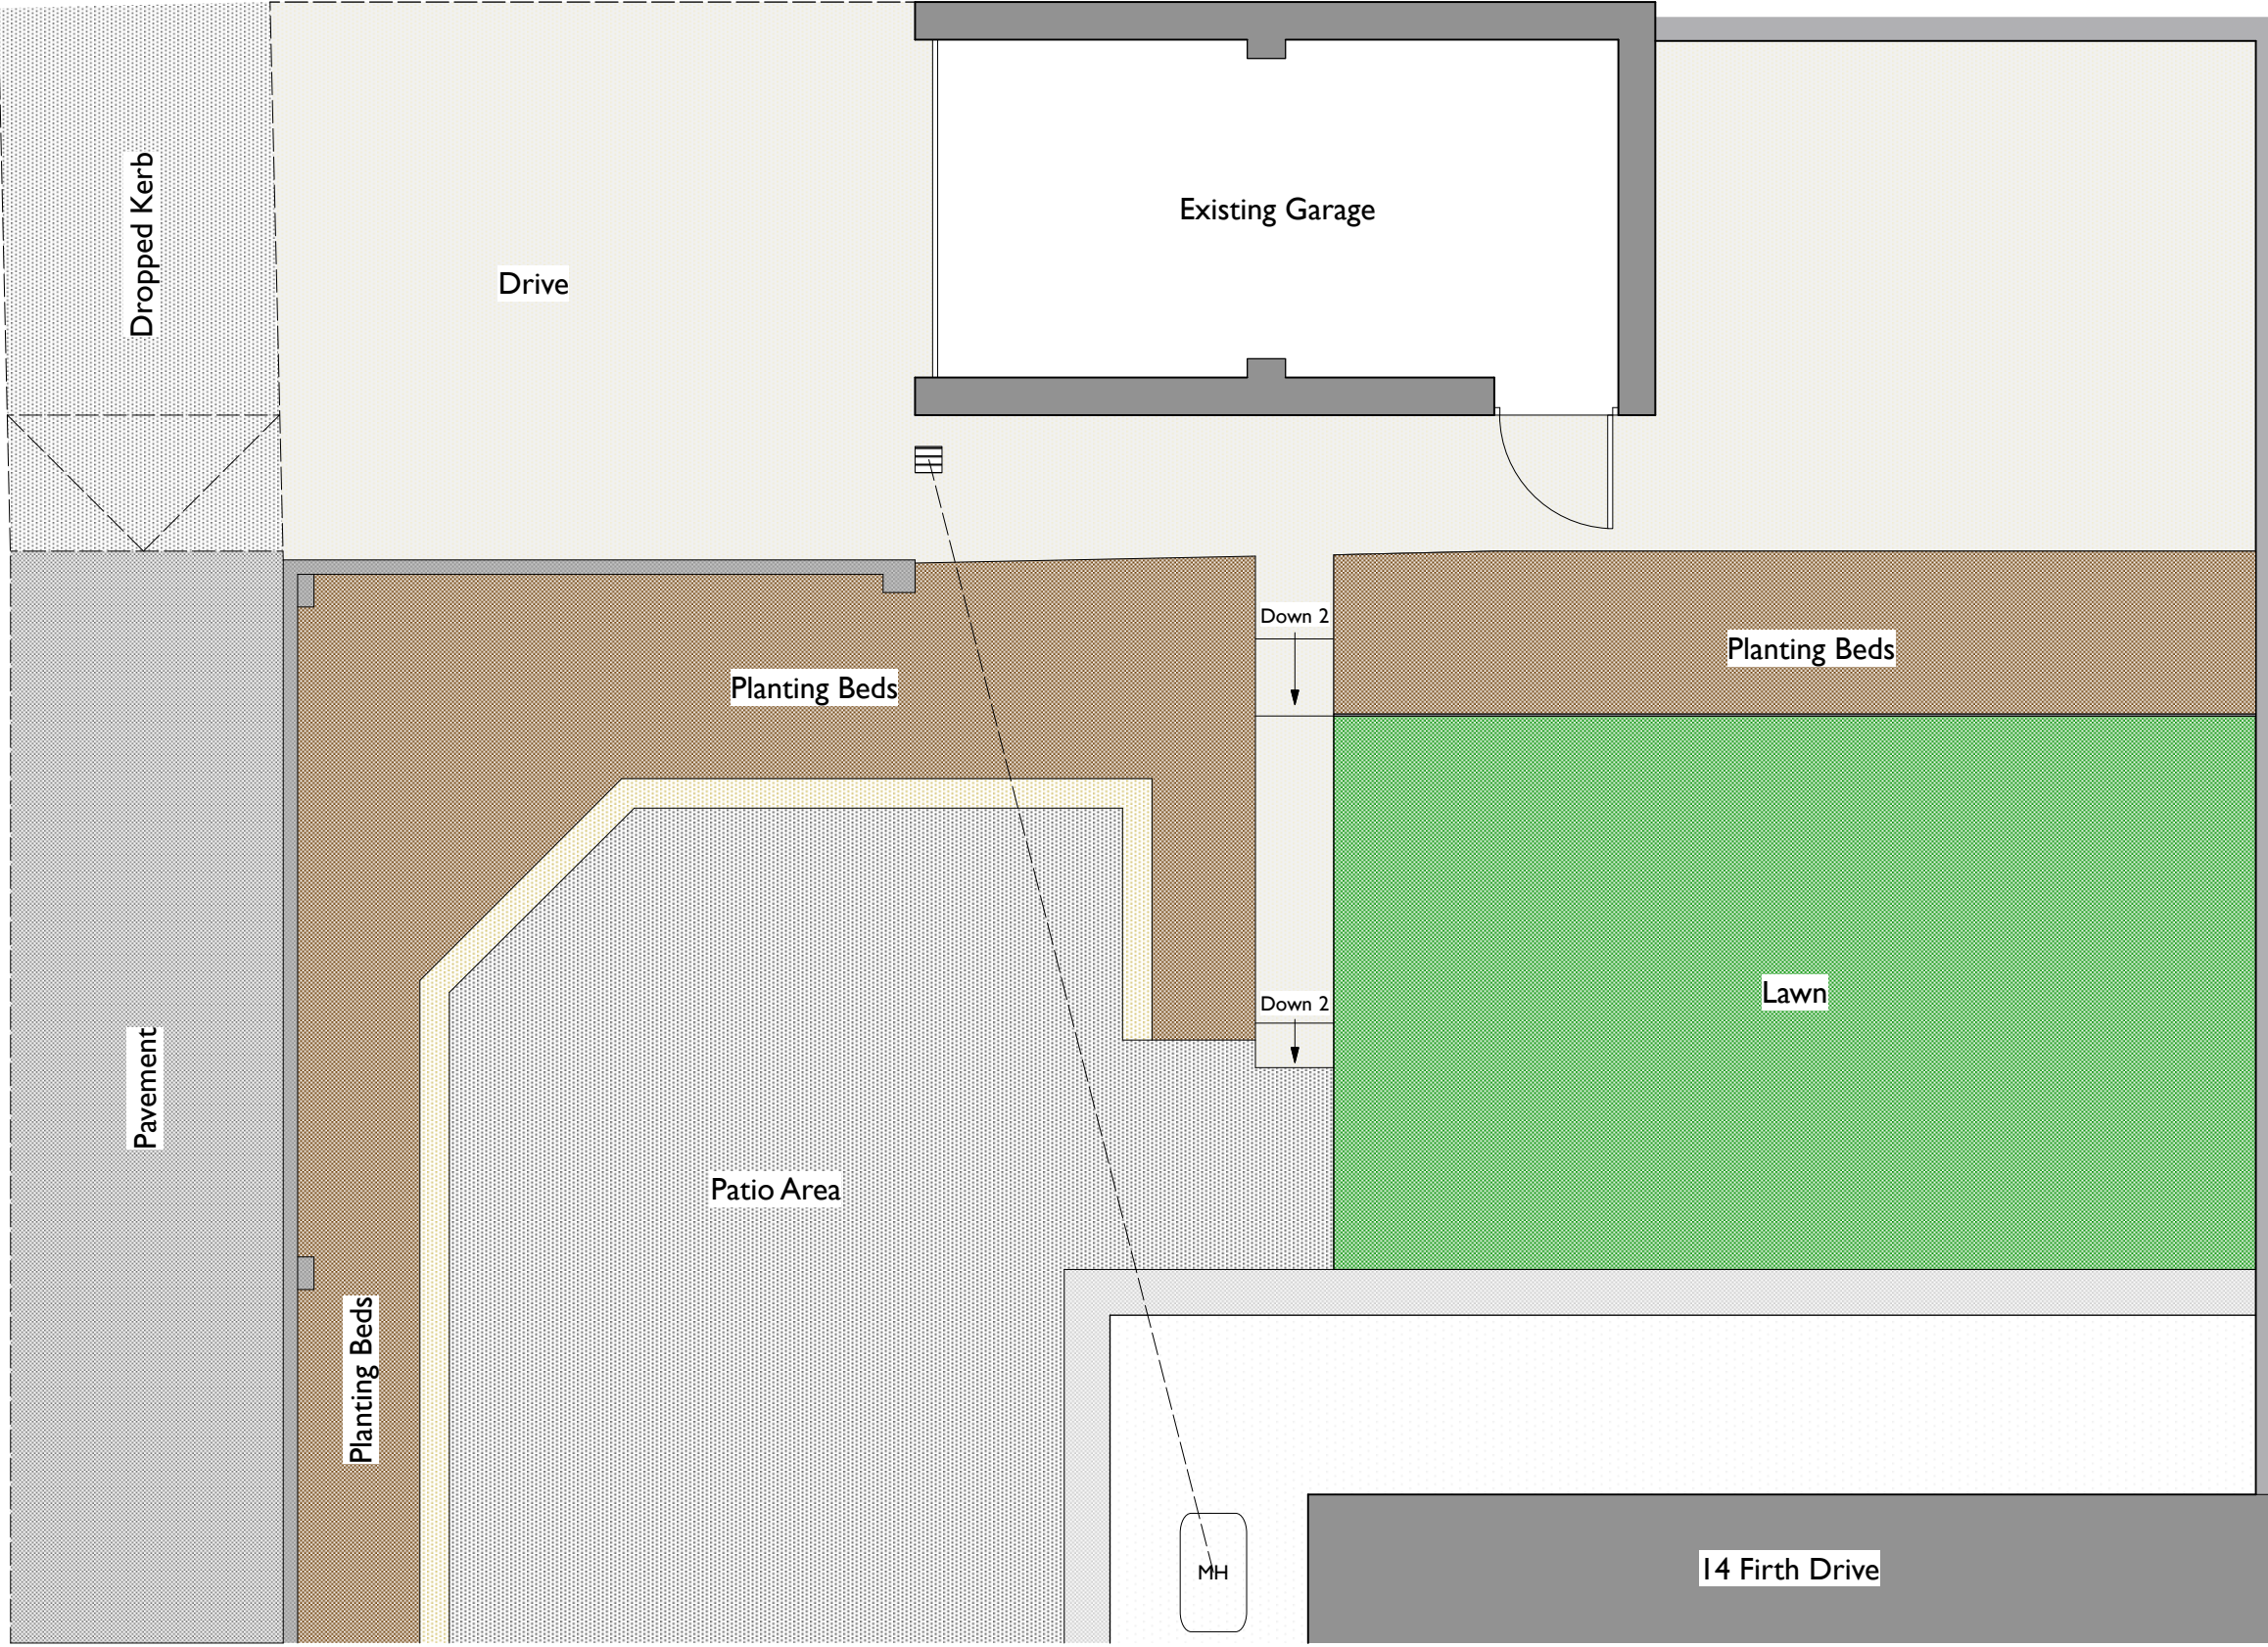 Dropped Kerb
Existing Garage
Drive
Down 2
Planting Beds
Planting Beds
Lawn
Down 2
Pavement
Patio Area
Planting Beds
14 Firth Drive
MH